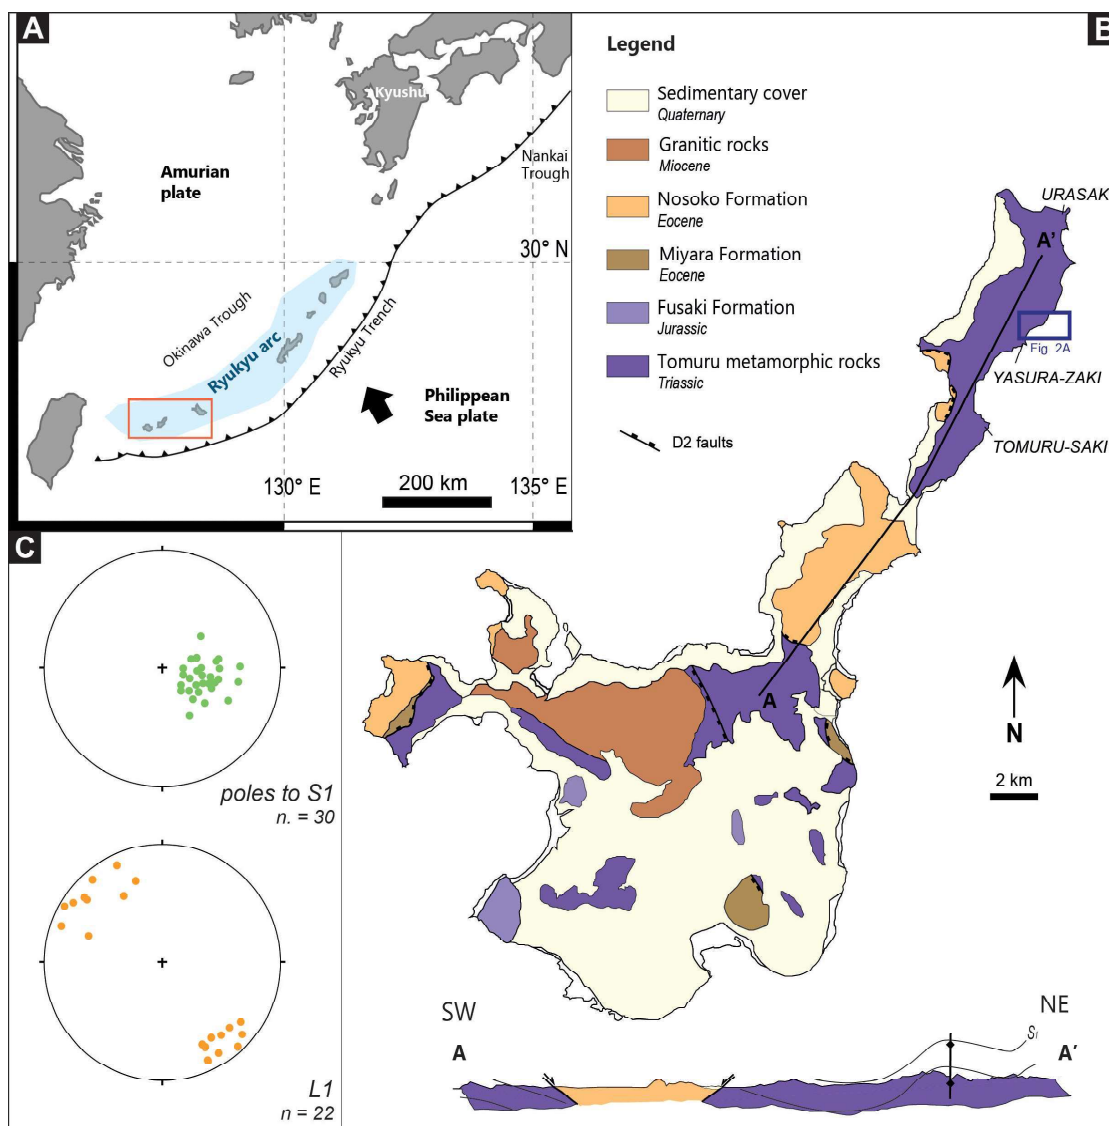 A
Kyushu
Nankai
Trough
Amurian
plate
30° N
Okinawa Trough
Ryukyu arc
Ryukyu Trench
Philippean
Sea plate
130° E
200 km
135° E
B
Legend
Sedimentary cover
Quaternary
Granitic rocks
Miocene
Nosoko Formation
Eocene
Miyara Formation
Eocene
Fusaki Formation
Jurassic
Tomuru metamorphic rocks
Triassic
D2 faults
URASAKI
A'
Fig. 2A
YASURA-ZAKI
TOMURU-SAKI
A
N
2 km
C
poles to S1
n. = 30
L1
n = 22
SW
NE
S1
A
A'